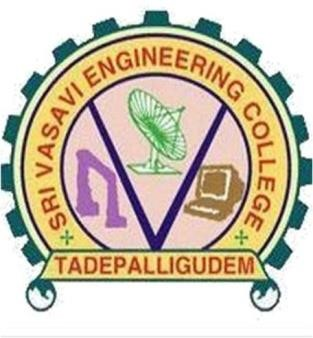 SRI VASAVI ENGINEERING COLLEGE
TADEPALLIGUDEM